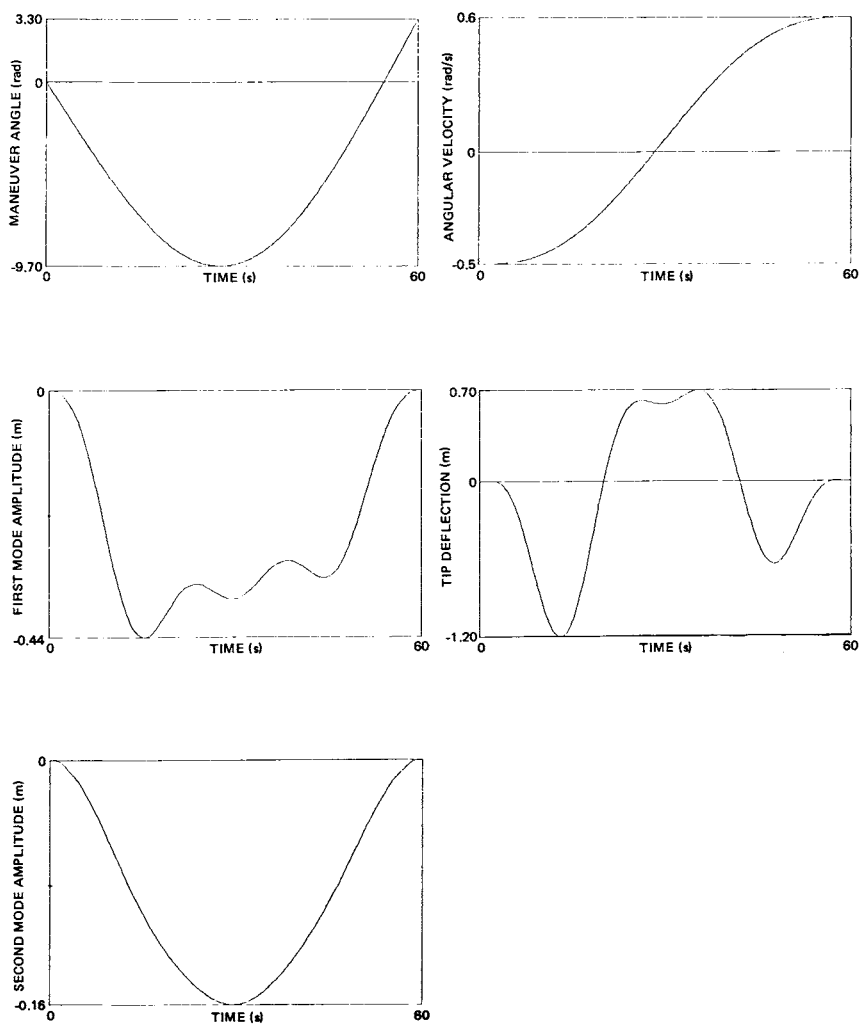 3.30
0
MANEUVER ANGLE (rad)
-9.70
0
TIME (s)
60
0.6
ANGULAR VELOCITY (rad/s)
0
-0.5
0
TIME (s)
60
0
FIRST MODE AMPLITUDE (m)
-0.44
0
TIME (s)
60
0.70
0
TIP DEFLECTION (m)
-1.20
0
TIME (s)
60
0
SECOND MODE AMPLITUDE (m)
-0.16
0
TIME (s)
60